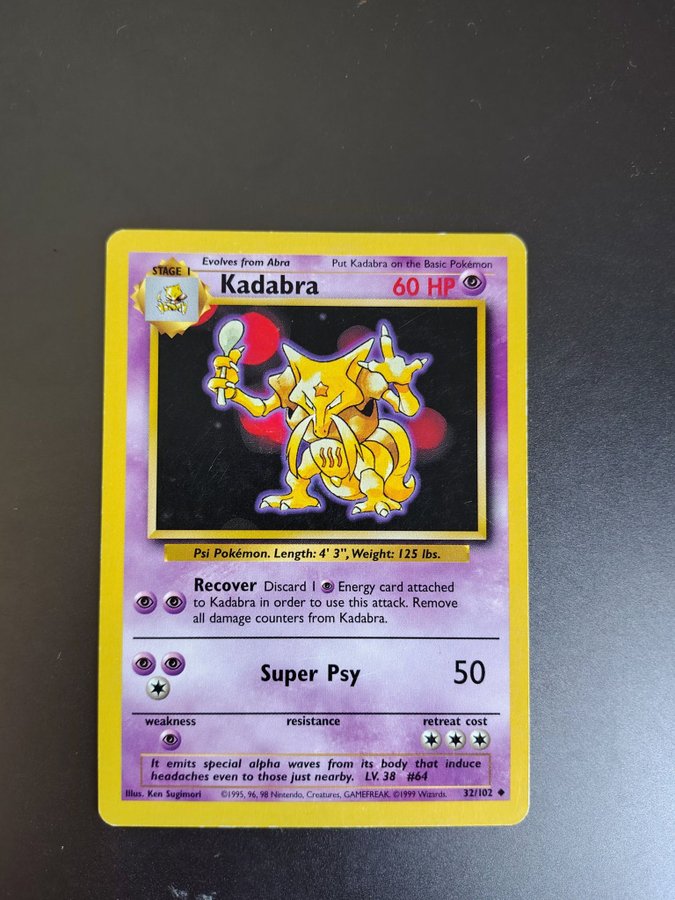 Evolves from Abra Put Kadabra on the Basic Pokémon
STAGE 1
Kadabra 60 HP
Psi Pokémon. Length: 4' 3", Weight: 125 lbs.
Recover Discard 1 Energy card attached
to Kadabra in order to use this attack. Remove
all damage counters from Kadabra.
Super Psy 50
weakness resistance retreat cost
It emits special alpha waves from its body that induce
headaches even to those just nearby. LV. 38 #64
Illus. Ken Sugimori ©1995, 96, 98 Nintendo, Creatures, GAMEFREAK. ©1999 Wizards. 32/102